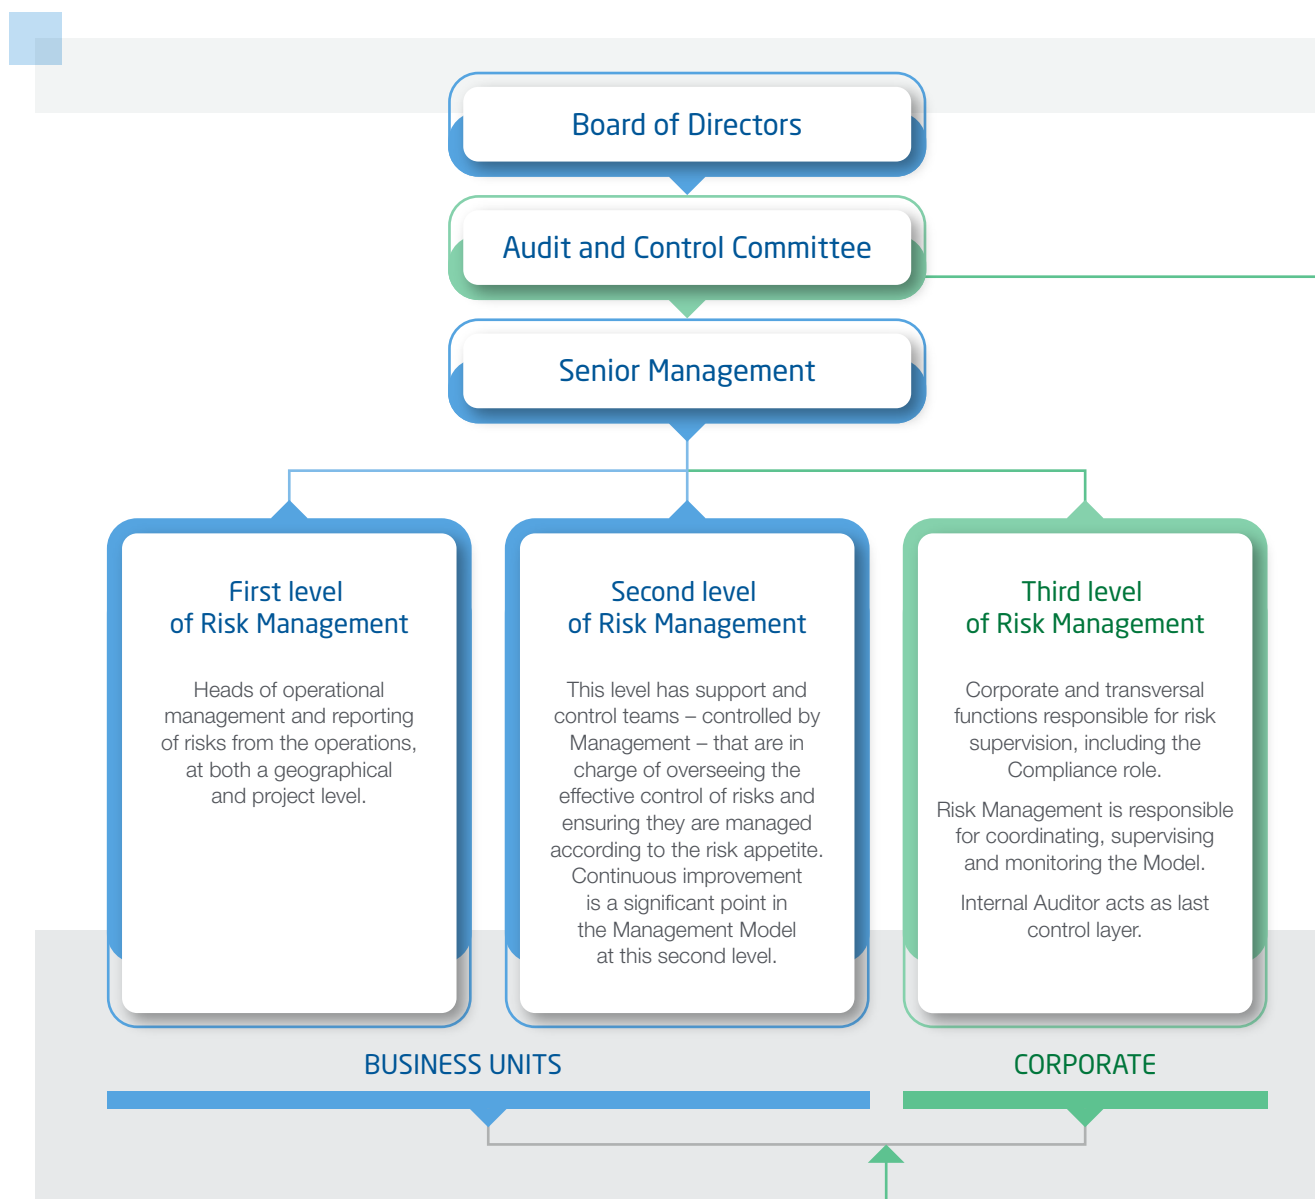 Board of Directors
Audit and Control Committee
Senior Management
First level
of Risk Management
Heads of operational
management and reporting
of risks from the operations,
at both a geographical
and project level.
Second level
of Risk Management
This level has support and
control teams – controlled by
Management – that are in
charge of overseeing the
effective control of risks and
ensuring they are managed
according to the risk appetite.
Continuous improvement
is a significant point in
the Management Model
at this second level.
Third level
of Risk Management
Corporate and transversal
functions responsible for risk
supervision, including the
Compliance role.
Risk Management is responsible
for coordinating, supervising
and monitoring the Model.
Internal Auditor acts as last
control layer.
BUSINESS UNITS
CORPORATE